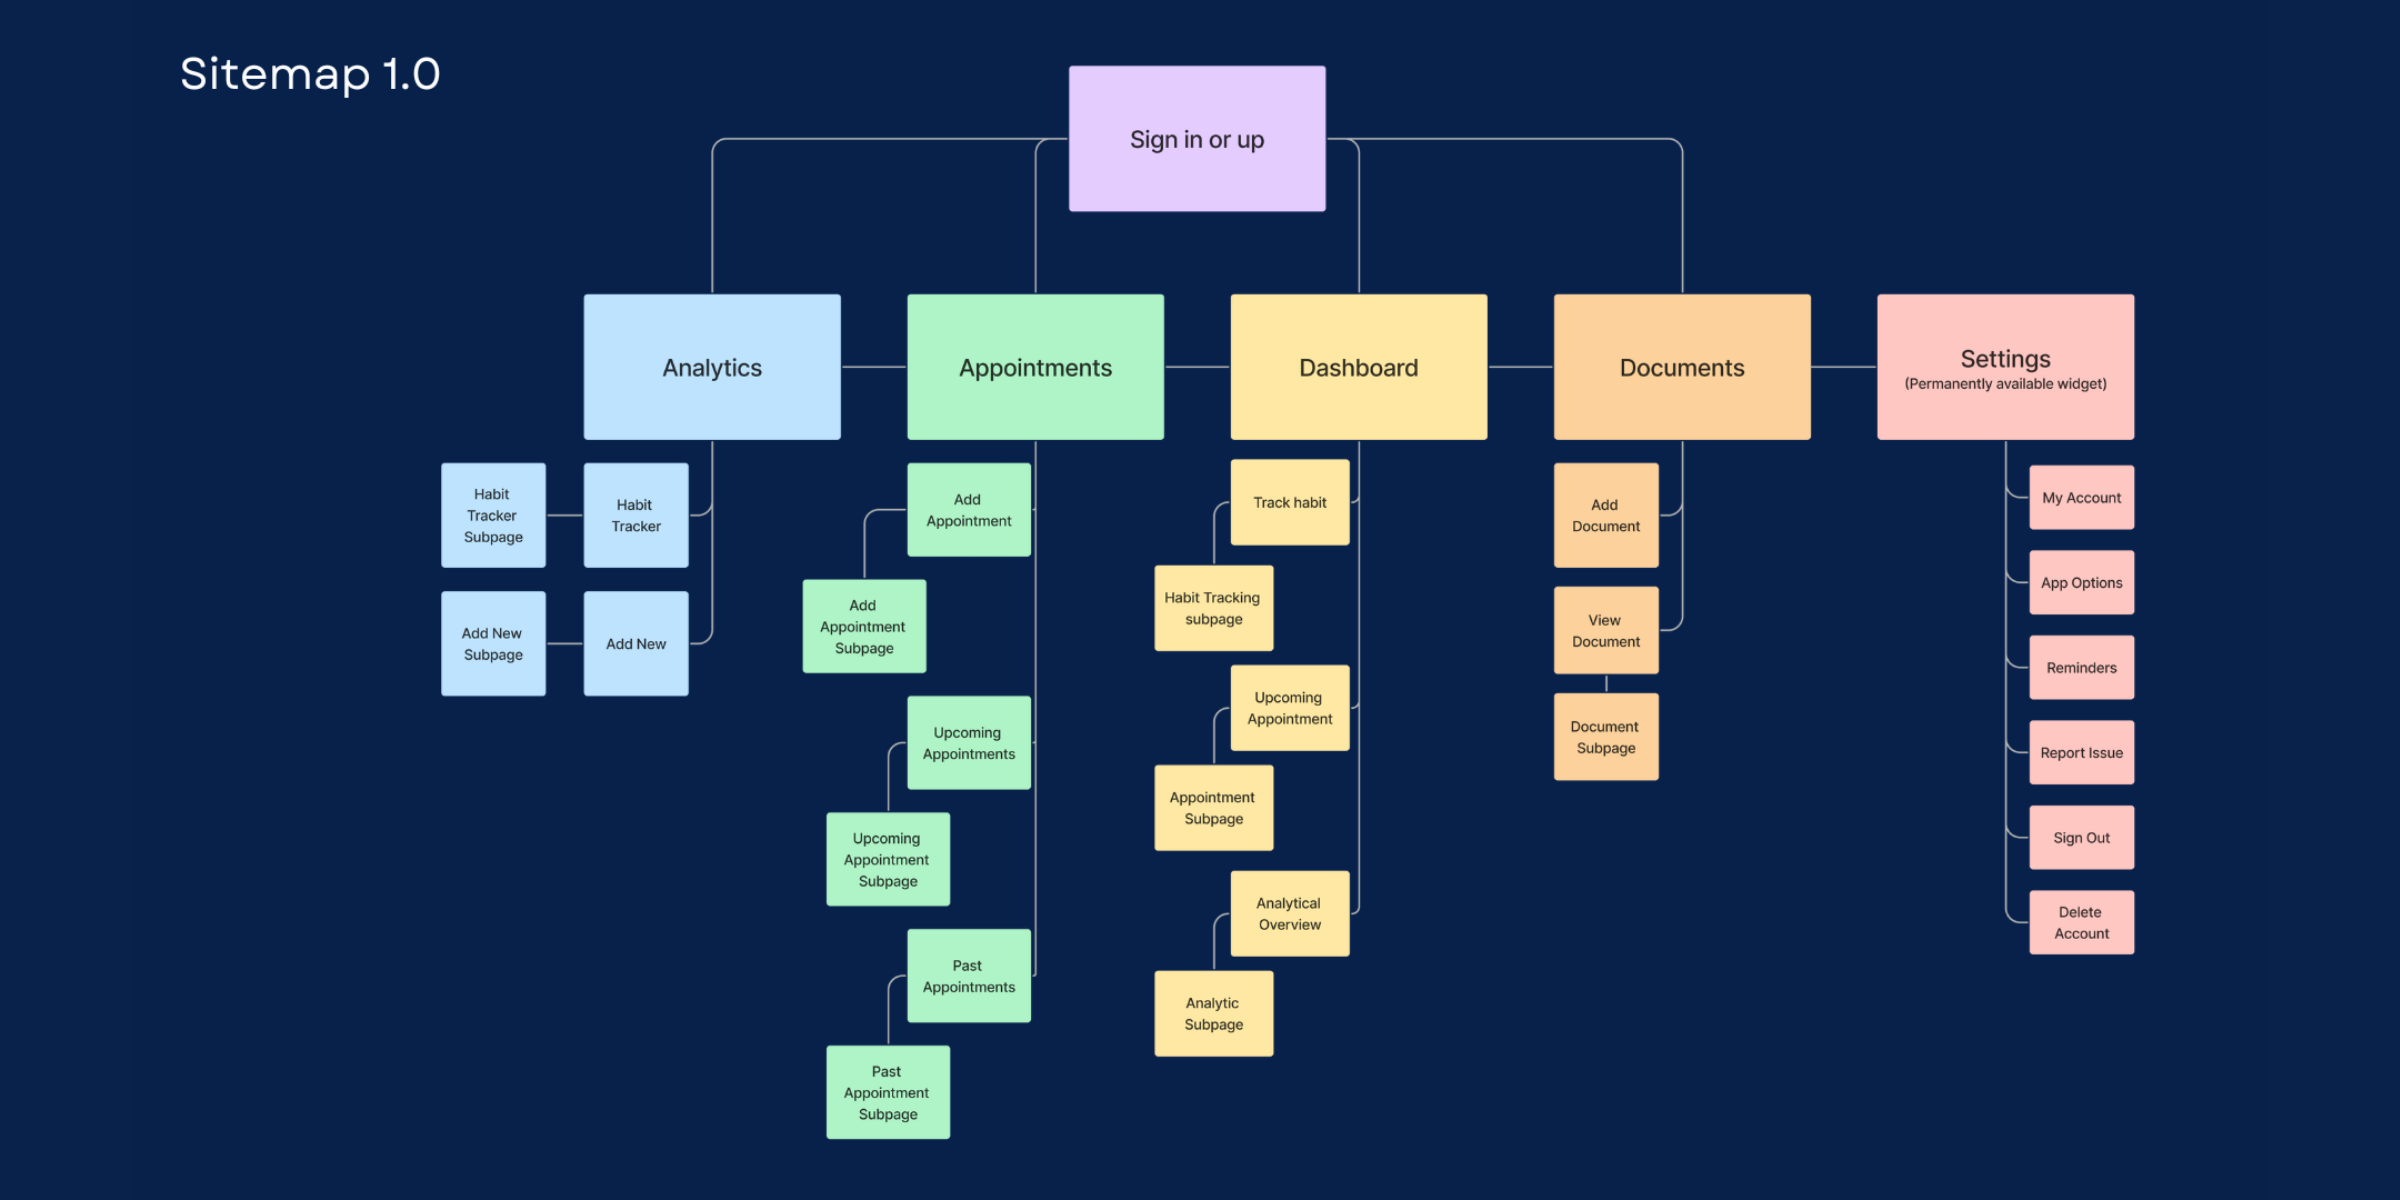 Sitemap 1.0
Sign in or up
Analytics
Appointments
Dashboard
Documents
Settings
(Permanently available widget)
Habit
Tracker
Subpage
Habit
Tracker
Add New
Subpage
Add New
Add
Appointment
Add
Appointment
Subpage
Upcoming
Appointments
Upcoming
Appointment
Subpage
Past
Appointments
Past
Appointment
Subpage
Track habit
Habit Tracking
subpage
Upcoming
Appointment
Appointment
Subpage
Analytical
Overview
Analytic
Subpage
Add
Document
View
Document
Document
Subpage
My Account
App Options
Reminders
Report Issue
Sign Out
Delete
Account